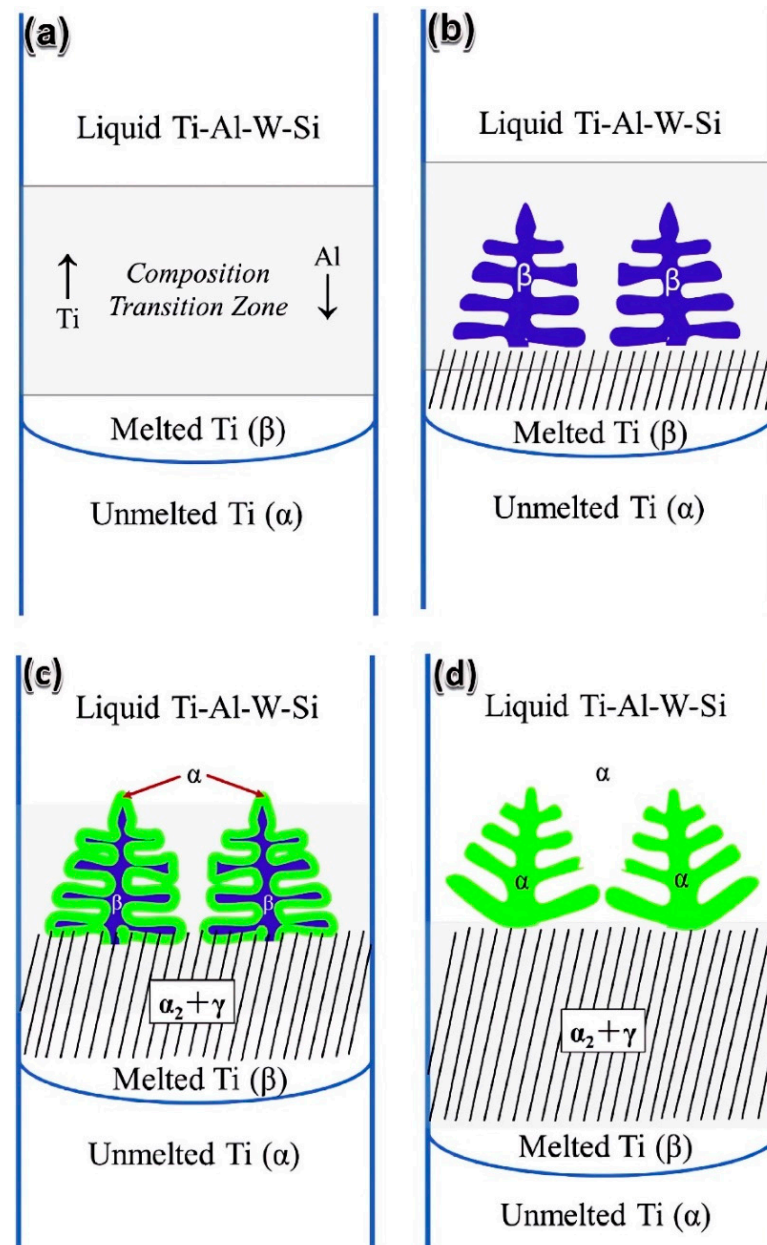 (a)
Liquid Ti-Al-W-Si
Ti
Composition
Transition Zone
Al
Melted Ti (β)
Unmelted Ti (α)
(b)
Liquid Ti-Al-W-Si
β
β
Melted Ti (β)
Unmelted Ti (α)
(c)
Liquid Ti-Al-W-Si
α
β
β
α₂+γ
Melted Ti (β)
Unmelted Ti (α)
(d)
Liquid Ti-Al-W-Si
α
α
α
α₂+γ
Melted Ti (β)
Unmelted Ti (α)